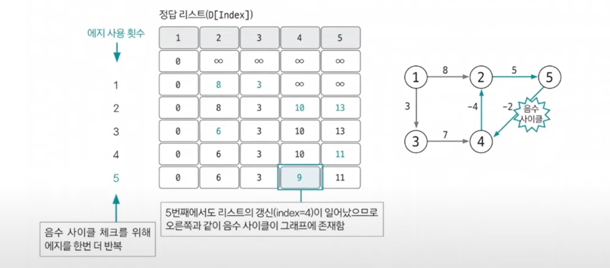 정답 리스트(D[Index])
에지 사용 횟수
1 2 3 4 5
0 ∞ ∞ ∞ ∞
1 0 8 3 ∞ ∞
2 0 8 3 10 13
3 0 6 3 10 13
4 0 6 3 10 11
5 0 6 3 9 11
5번째에서도 리스트의 갱신(index=4)이 일어났으므로
오른쪽과 같이 음수 사이클이 그래프에 존재함
음수 사이클 체크를 위해
에지를 한번 더 반복
1 8 2 5 5
3 -4 -2 음수
사이클
3 7 4